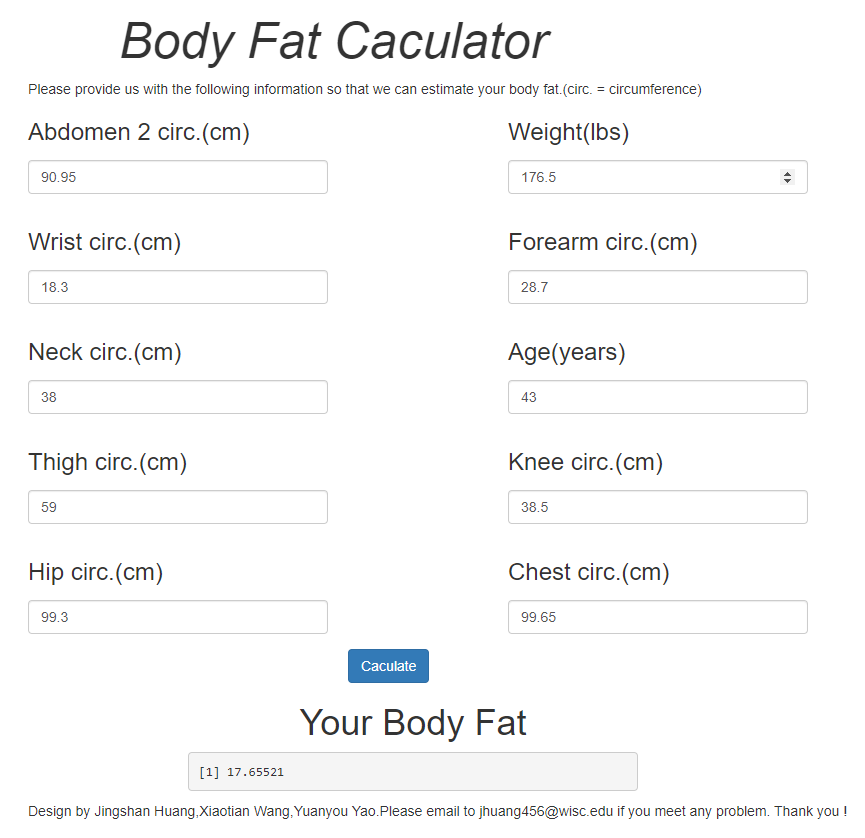 Body Fat Caculator
Please provide us with the following information so that we can estimate your body fat.(circ. = circumference)
Abdomen 2 circ.(cm)
Weight(lbs)
90.95
176.5
Wrist circ.(cm)
Forearm circ.(cm)
18.3
28.7
Neck circ.(cm)
Age(years)
38
43
Thigh circ.(cm)
Knee circ.(cm)
59
38.5
Hip circ.(cm)
Chest circ.(cm)
99.3
99.65
Caculate
Your Body Fat
[1] 17.65521
Design by Jingshan Huang,Xiaotian Wang,Yuanyou Yao.Please email to jhuang456@wisc.edu if you meet any problem. Thank you !